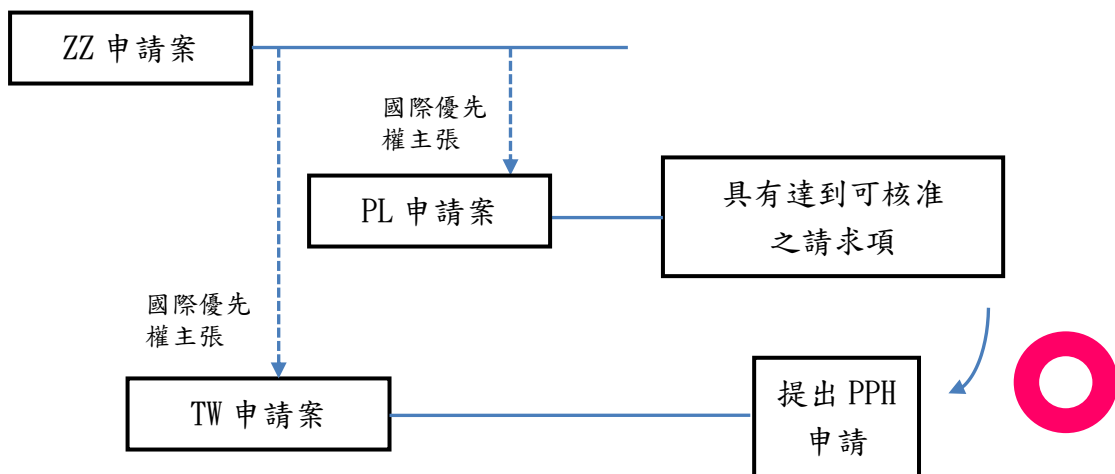 ZZ 申請案
國際優先
權主張
PL 申請案
具有達到可核准
之請求項
國際優先
權主張
TW 申請案
提出 PPH
申請